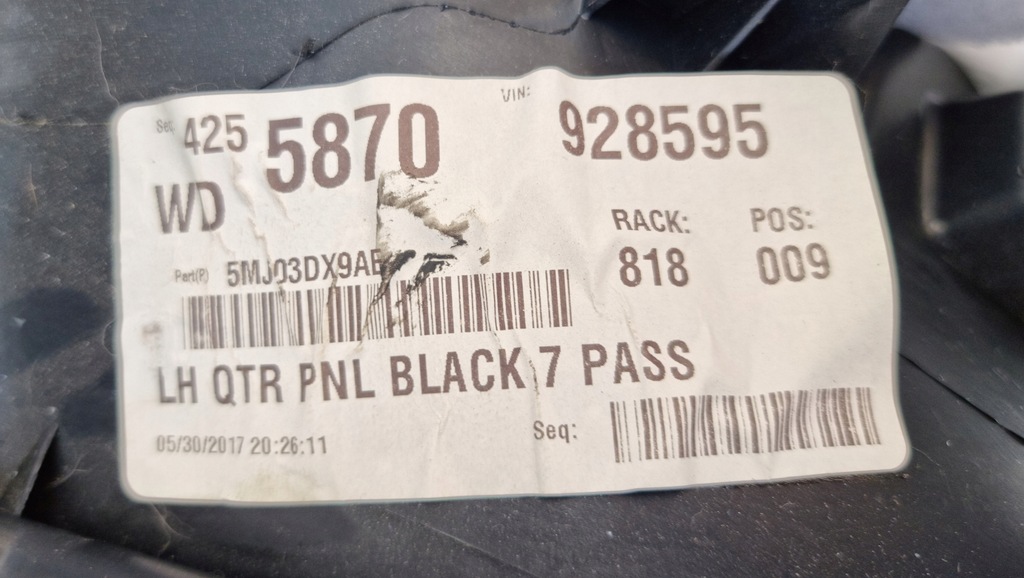 Set: 425 5870 VIN: 928595
WD
RACK: POS:
Part(P) 5MJ03DX9AE 818 009
LH QTR PNL BLACK 7 PASS
05/30/2017 20:26:11 Seq: